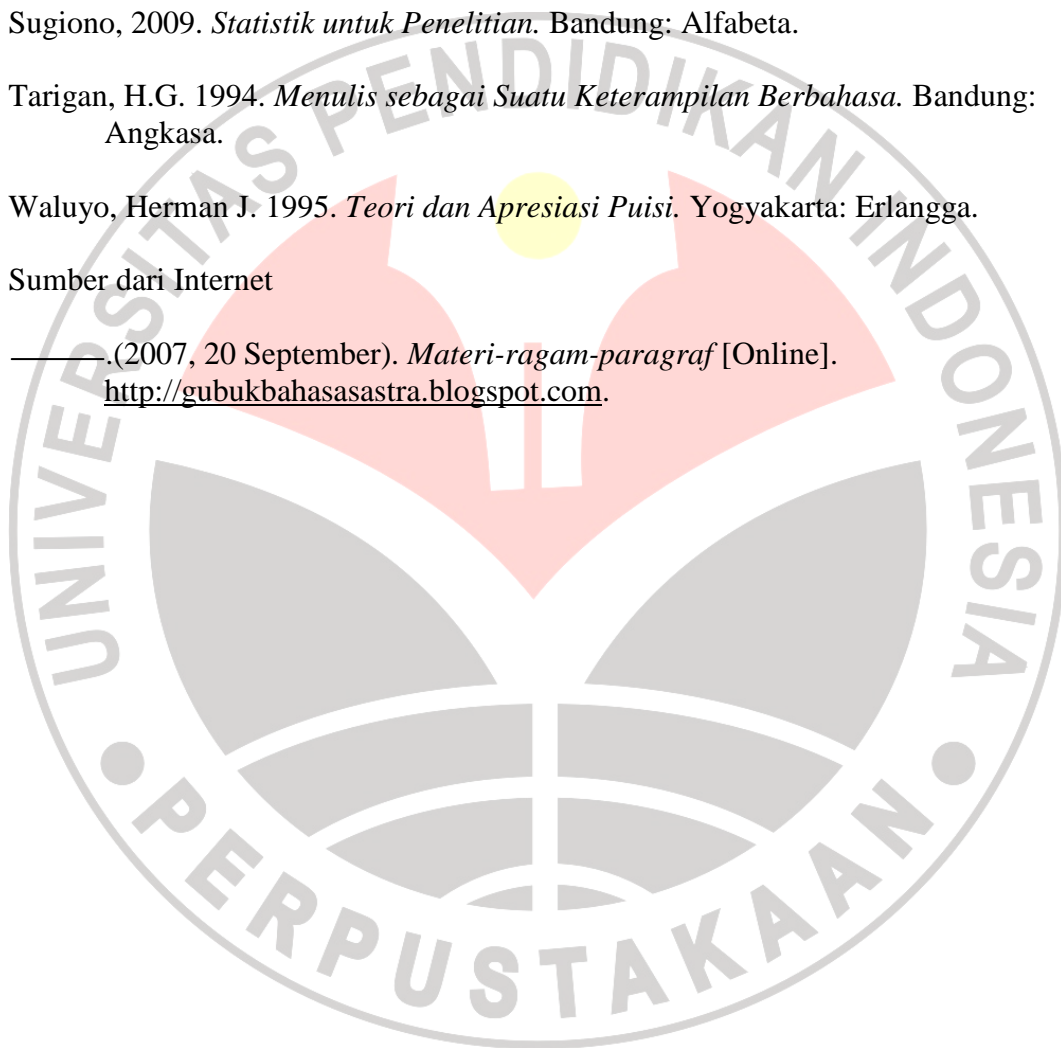 Sugiono, 2009. Statistik untuk Penelitian. Bandung: Alfabeta.
Tarigan, H.G. 1994. Menulis sebagai Suatu Keterampilan Berbahasa. Bandung:
Angkasa.
Waluyo, Herman J. 1995. Teori dan Apresiasi Puisi. Yogyakarta: Erlangga.
Sumber dari Internet
———.(2007, 20 September). Materi-ragam-paragraf [Online].
http://gubukbahasasastra.blogspot.com.
UNIVERSITAS PENDIDIKAN INDONESIA
PERPUSTAKAAN